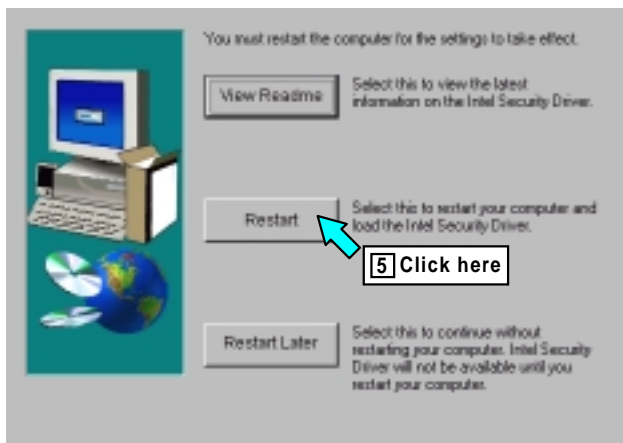 You must restart the computer for the settings to take effect.
View Readme
Select this to view the latest
information on the Intel Security Driver.
Restart
Select this to restart your computer and
load the Intel Security Driver.
5 Click here
Restart Later
Select this to continue without
restarting your computer. Intel Security
Driver will not be available until you
restart your computer.